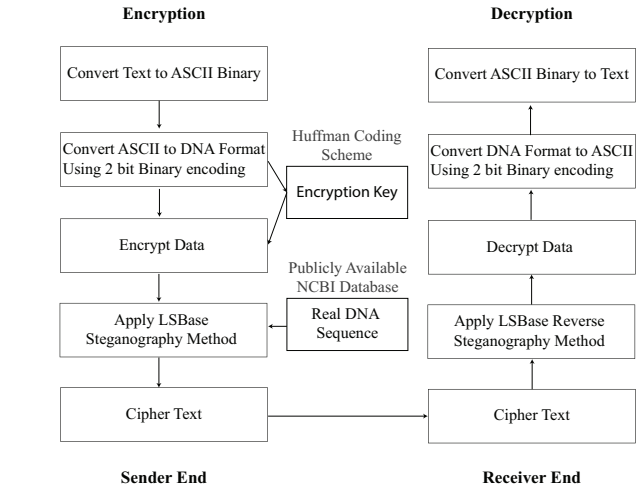 Encryption
Convert Text to ASCII Binary
Convert ASCII to DNA Format
Using 2 bit Binary encoding
Encrypt Data
Apply LSBase
Steganography Method
Cipher Text
Sender End
Huffman Coding
Scheme
Encryption Key
Publicly Available
NCBI Database
Real DNA
Sequence
Decryption
Convert ASCII Binary to Text
Convert DNA Format to ASCII
Using 2 bit Binary encoding
Decrypt Data
Apply LSBase Reverse
Steganography Method
Cipher Text
Receiver End